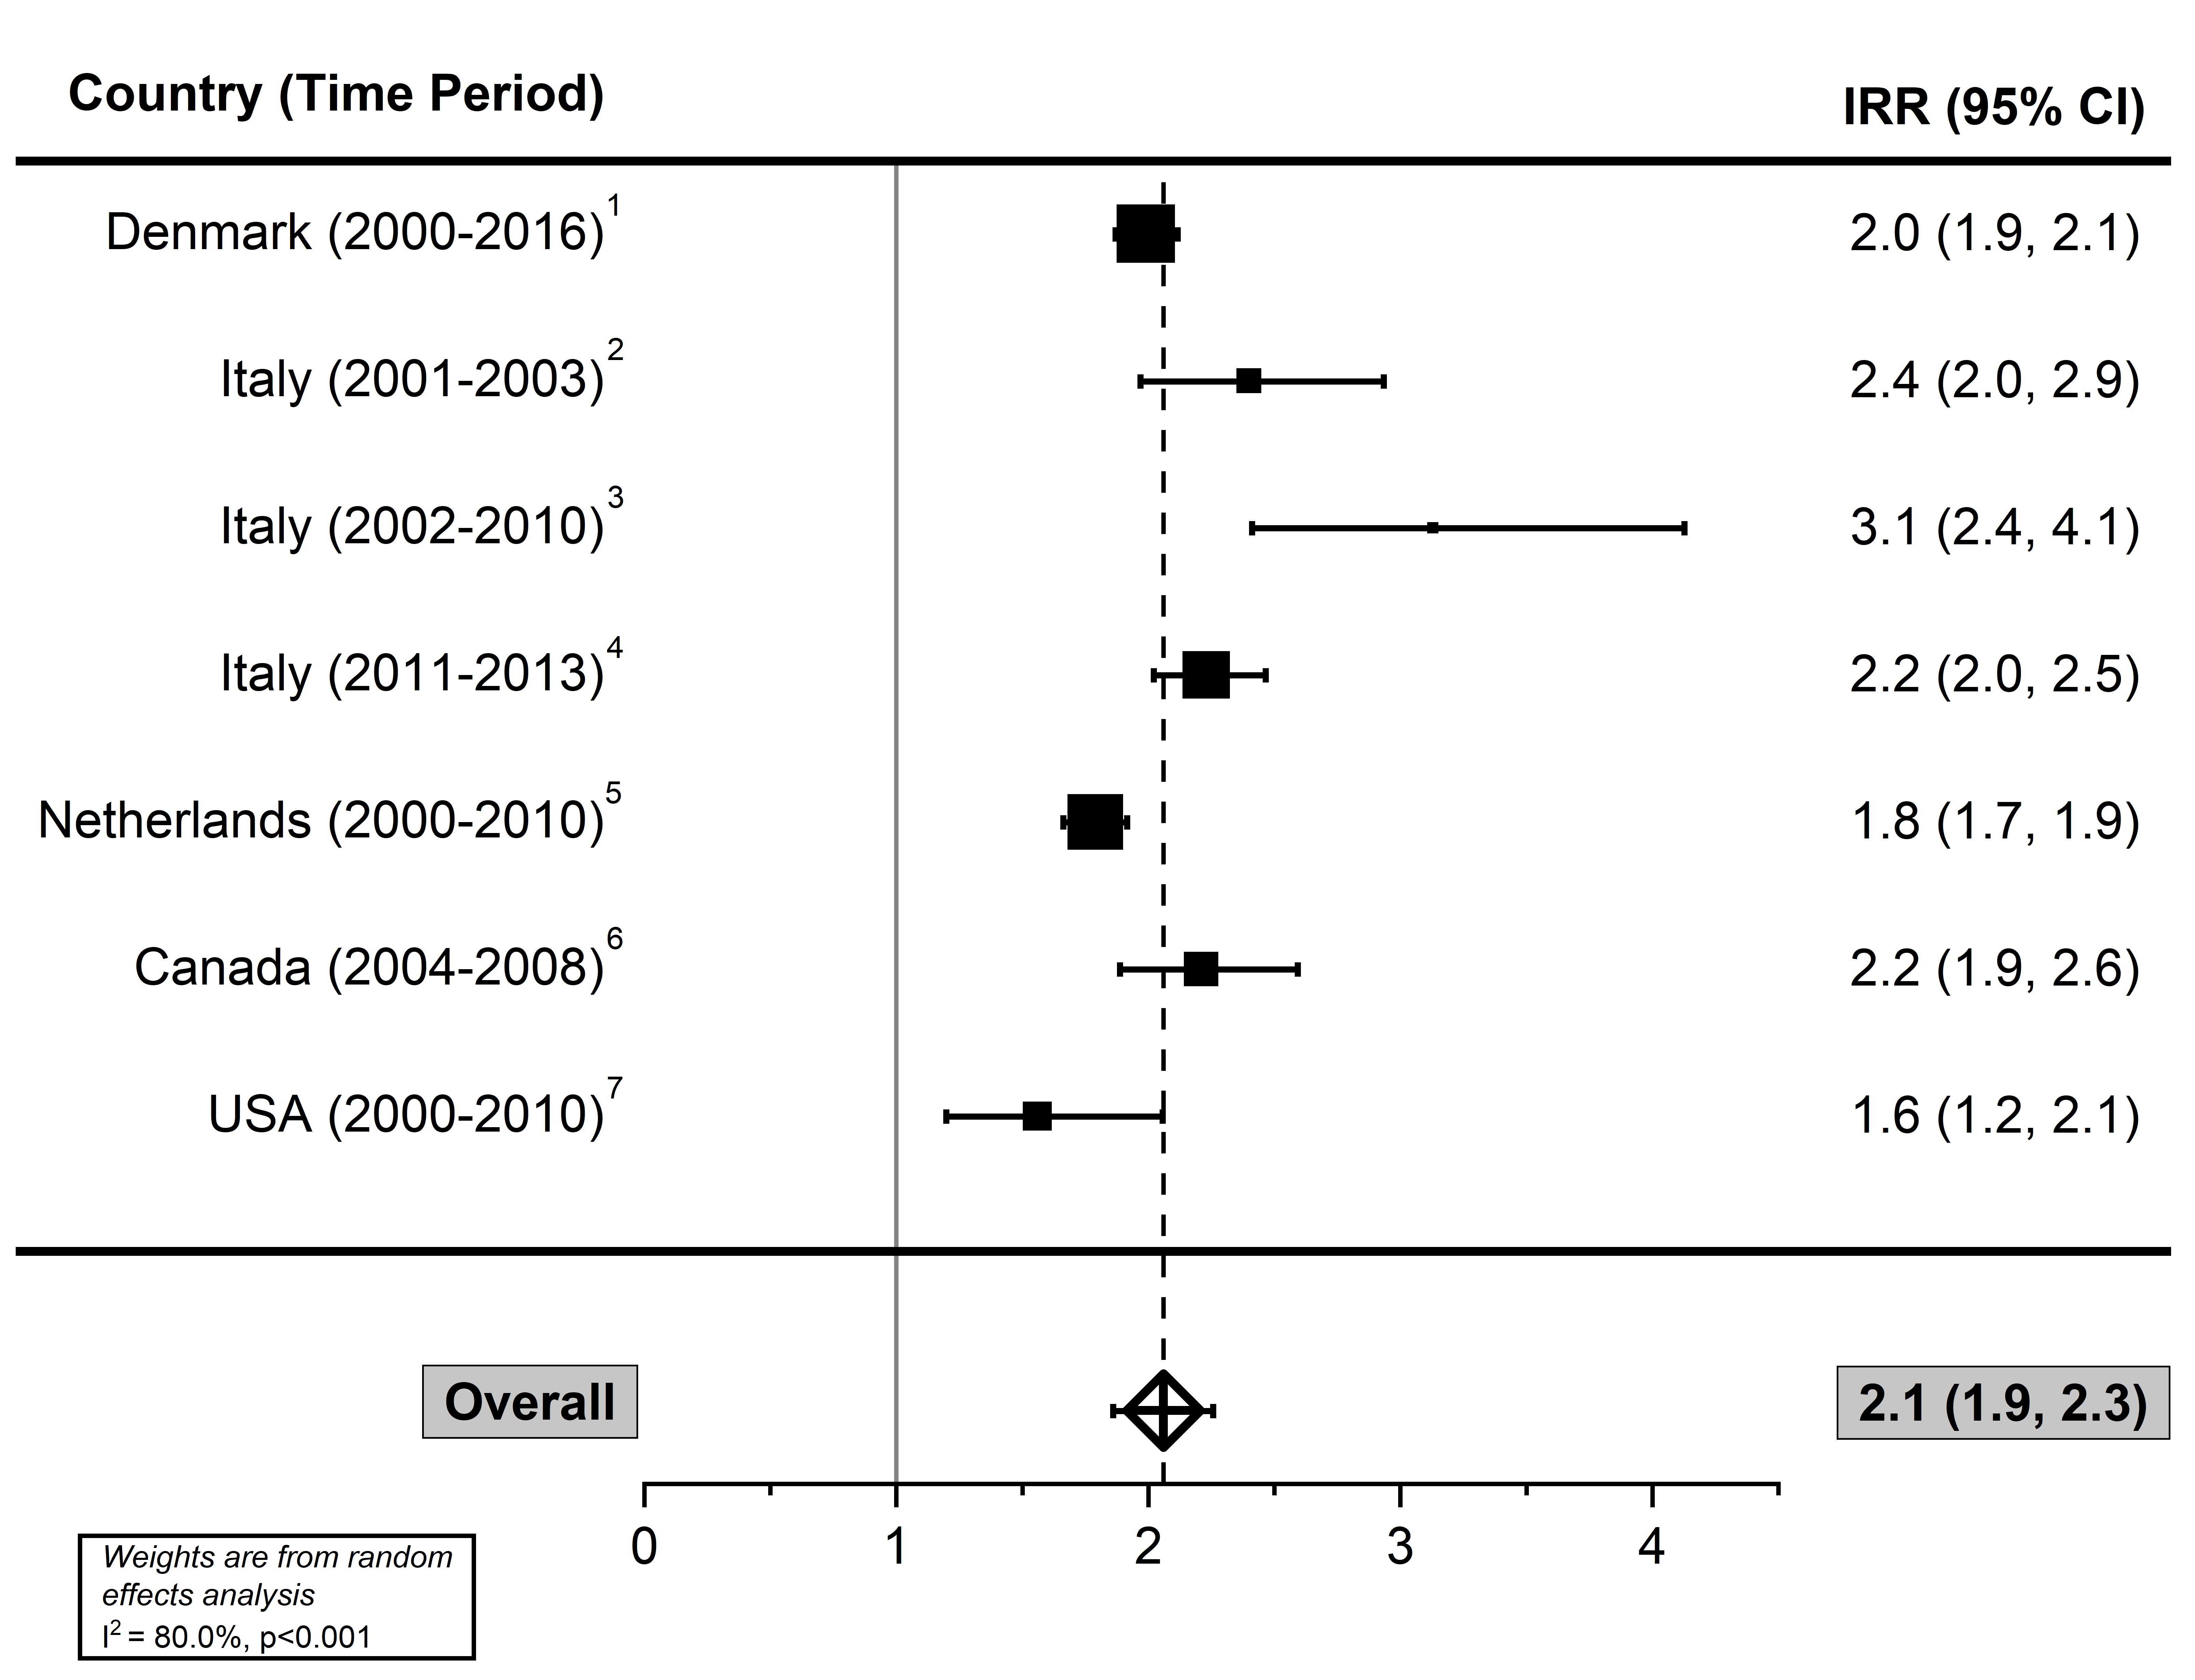 Country (Time Period) IRR (95% CI)
Denmark (2000-2016)¹ 2.0 (1.9, 2.1)
Italy (2001-2003)² 2.4 (2.0, 2.9)
Italy (2002-2010)³ 3.1 (2.4, 4.1)
Italy (2011-2013)⁴ 2.2 (2.0, 2.5)
Netherlands (2000-2010)⁵ 1.8 (1.7, 1.9)
Canada (2004-2008)⁶ 2.2 (1.9, 2.6)
USA (2000-2010)⁷ 1.6 (1.2, 2.1)
Overall 2.1 (1.9, 2.3)
0 1 2 3 4
Weights are from random
effects analysis
I² = 80.0%, p<0.001